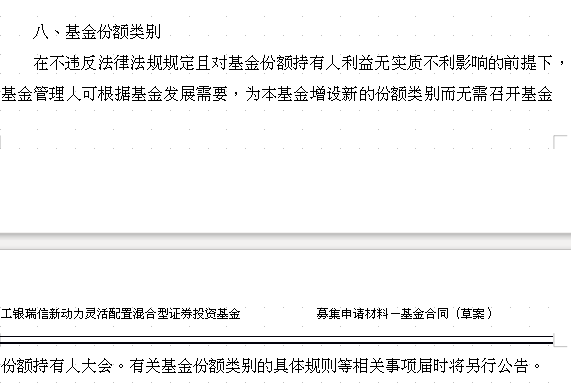 八、基金份额类别
在不违反法律法规规定且对基金份额持有人利益无实质不利影响的前提下，
基金管理人可根据基金发展需要，为本基金增设新的份额类别而无需召开基金
工银瑞信新动力灵活配置混合型证券投资基金 募集申请材料－基金合同（草案）
份额持有人大会。有关基金份额类别的具体规则等相关事项届时将另行公告。